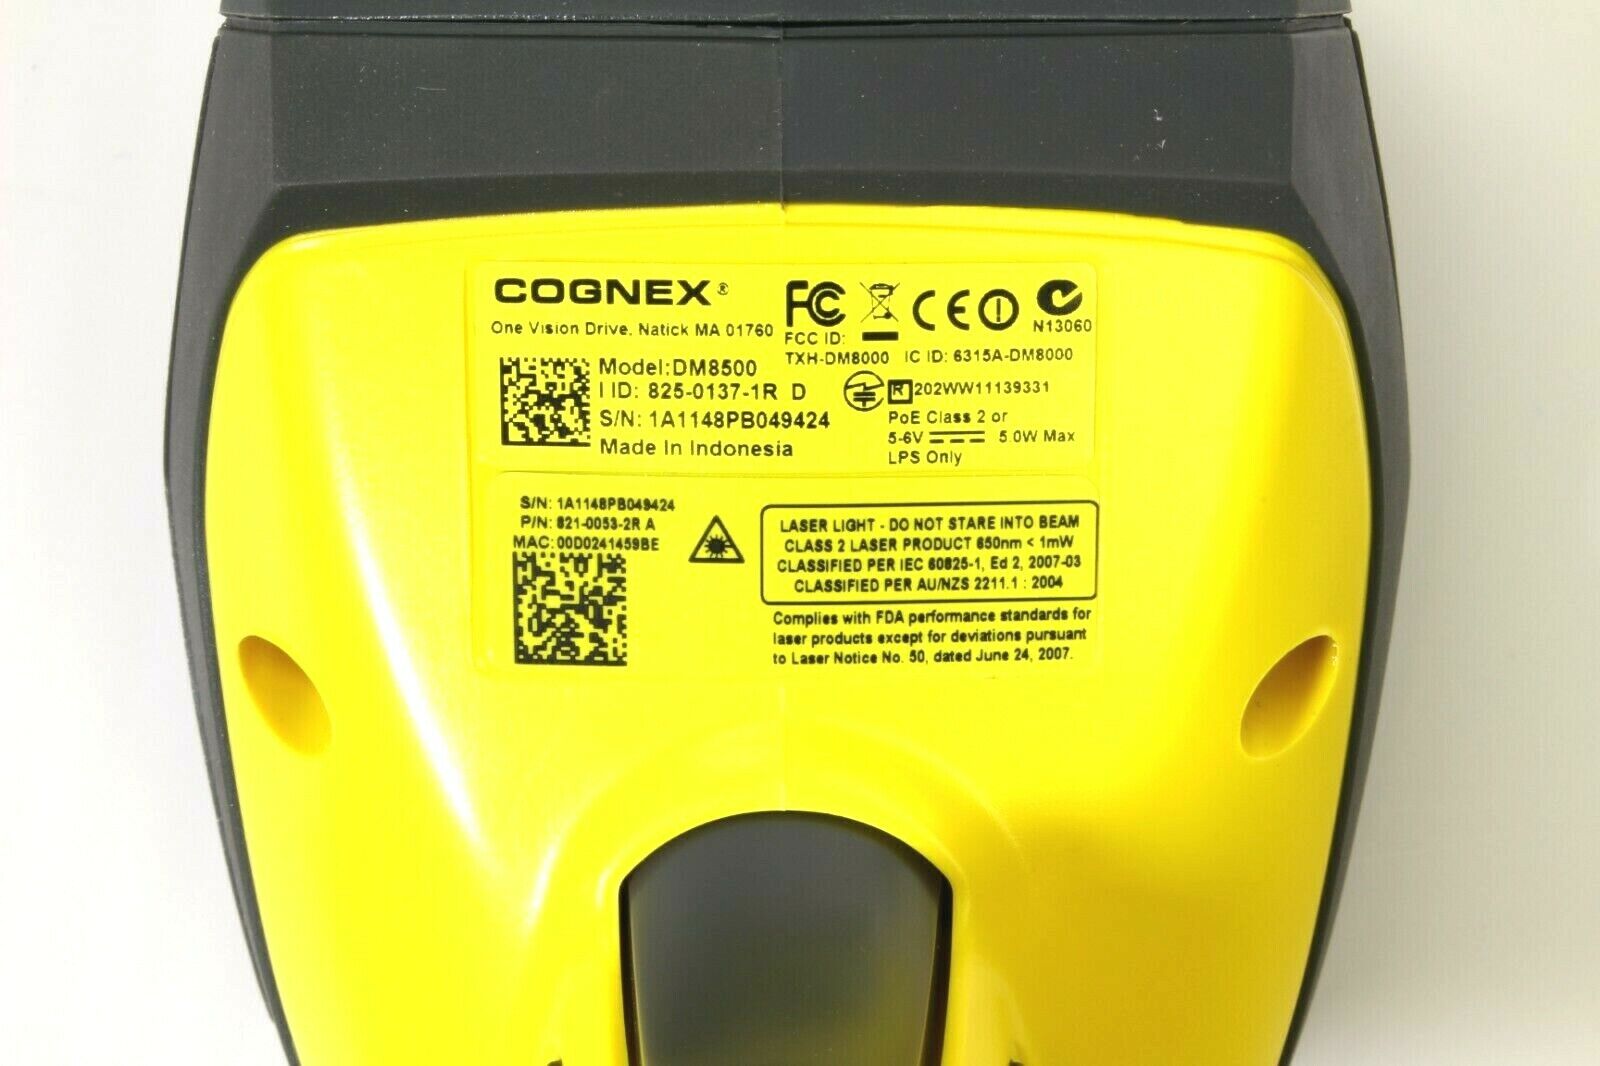 COGNEX®
One Vision Drive. Natick MA 01760
FC
CE
N13060
FCC ID:
TXH-DM8000 IC ID: 6315A-DM8000
Model:DM8500
I ID: 825-0137-1R D
S/N: 1A1148PB049424
Made In Indonesia
R 202WW11139331
PoE Class 2 or
5-6V 5.0W Max
LPS Only
S/N: 1A1148PB049424
P/N: 821-0053-2R A
MAC: 00D0241459BE
LASER LIGHT - DO NOT STARE INTO BEAM
CLASS 2 LASER PRODUCT 650nm < 1mW
CLASSIFIED PER IEC 60825-1, Ed 2, 2007-03
CLASSIFIED PER AU/NZS 2211.1 : 2004
Complies with FDA performance standards for
laser products except for deviations pursuant
to Laser Notice No. 50, dated June 24, 2007.